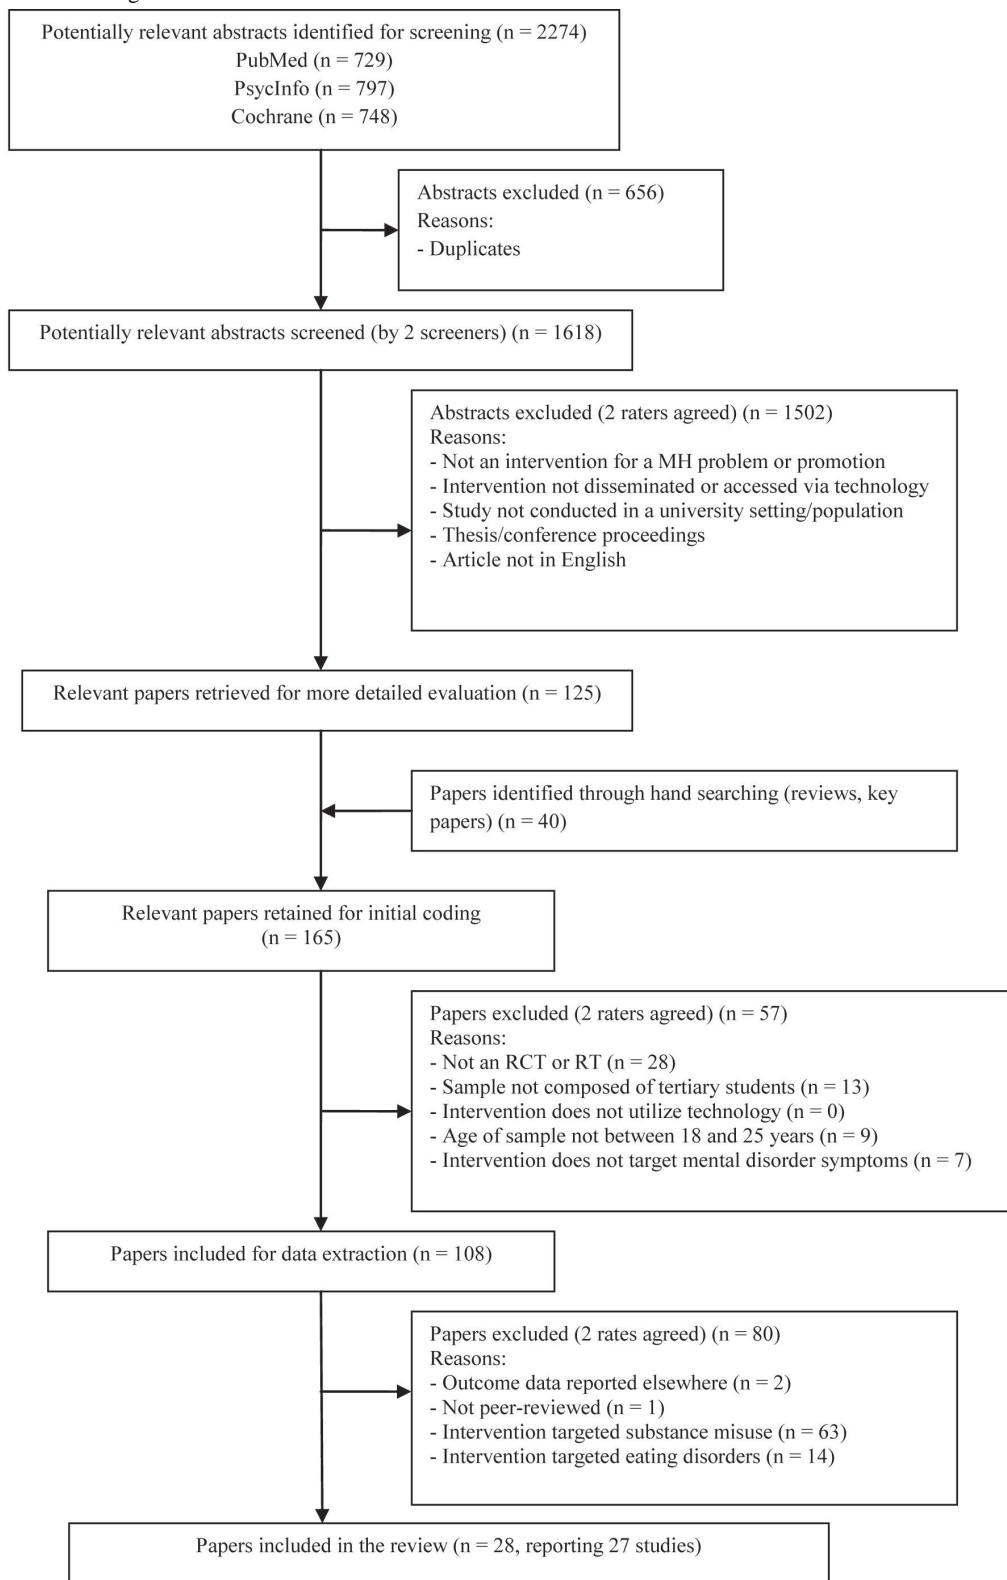 Potentially relevant abstracts identified for screening (n = 2274)
PubMed (n = 729)
PsycInfo (n = 797)
Cochrane (n = 748)
Abstracts excluded (n = 656)
Reasons:
- Duplicates
Potentially relevant abstracts screened (by 2 screeners) (n = 1618)
Abstracts excluded (2 raters agreed) (n = 1502)
Reasons:
- Not an intervention for a MH problem or promotion
- Intervention not disseminated or accessed via technology
- Study not conducted in a university setting/population
- Thesis/conference proceedings
- Article not in English
Relevant papers retrieved for more detailed evaluation (n = 125)
Papers identified through hand searching (reviews, key
papers) (n = 40)
Relevant papers retained for initial coding
(n = 165)
Papers excluded (2 raters agreed) (n = 57)
Reasons:
- Not an RCT or RT (n = 28)
- Sample not composed of tertiary students (n = 13)
- Intervention does not utilize technology (n = 0)
- Age of sample not between 18 and 25 years (n = 9)
- Intervention does not target mental disorder symptoms (n = 7)
Papers included for data extraction (n = 108)
Papers excluded (2 rates agreed) (n = 80)
Reasons:
- Outcome data reported elsewhere (n = 2)
- Not peer-reviewed (n = 1)
- Intervention targeted substance misuse (n = 63)
- Intervention targeted eating disorders (n = 14)
Papers included in the review (n = 28, reporting 27 studies)